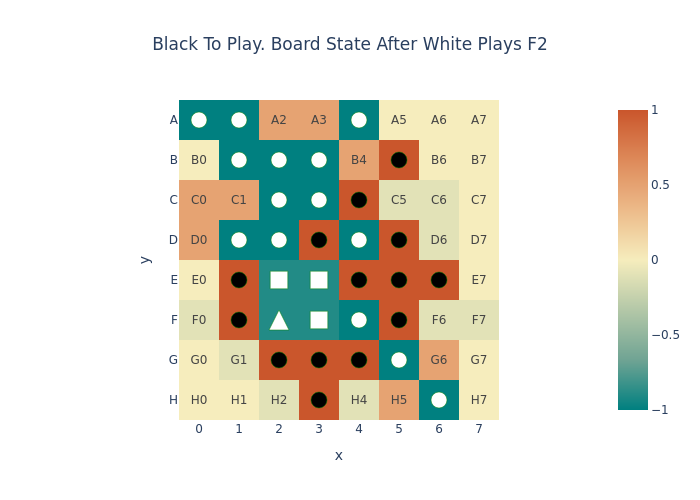 Black To Play. Board State After White Plays F2
A A2 A3 A5 A6 A7
B B0 B4 B6 B7
C C0 C1 C5 C6 C7
D D0 D6 D7
E E0 E7
F F0 F6 F7
G G0 G1 G6 G7
H H0 H1 H2 H4 H5 H7
0 1 2 3 4 5 6 7
x
y
1
0.5
0
−0.5
−1